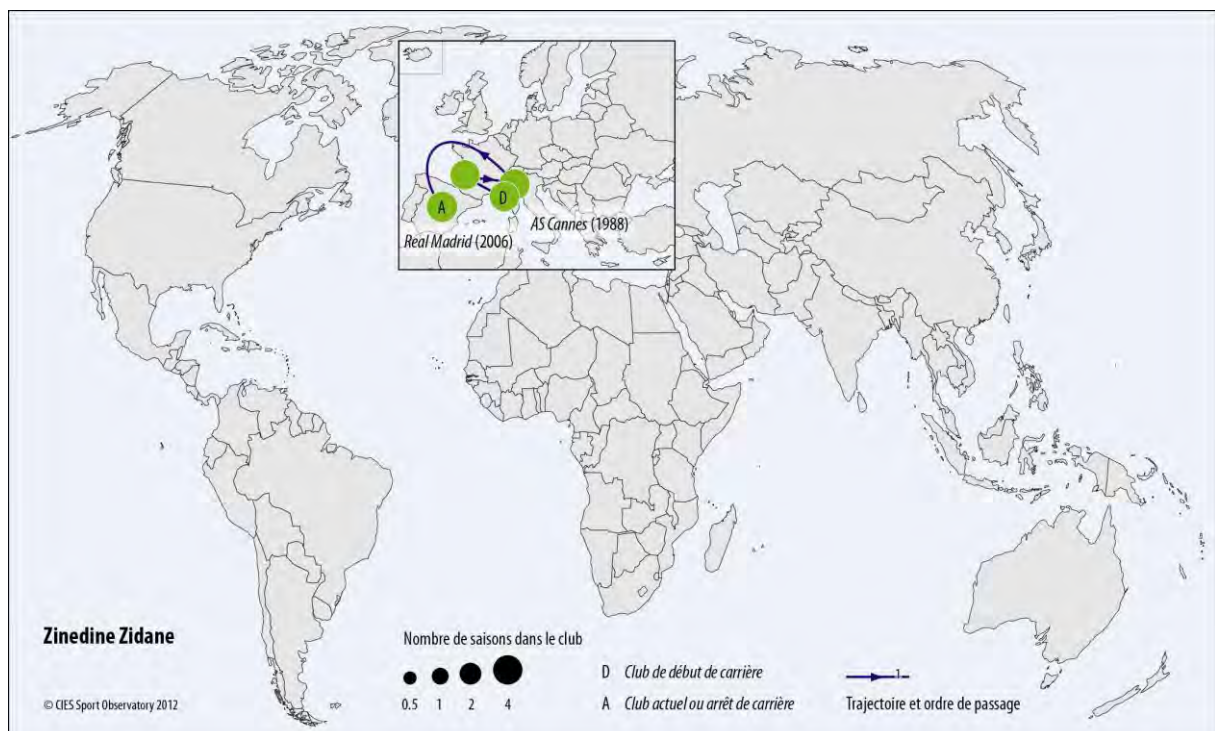 D
A
AS Cannes (1988)
Real Madrid (2006)
Zinedine Zidane
© CIES Sport Observatory 2012
Nombre de saisons dans le club
0.5 1 2 4
D Club de début de carrière
A Club actuel ou arrêt de carrière
1
Trajectoire et ordre de passage